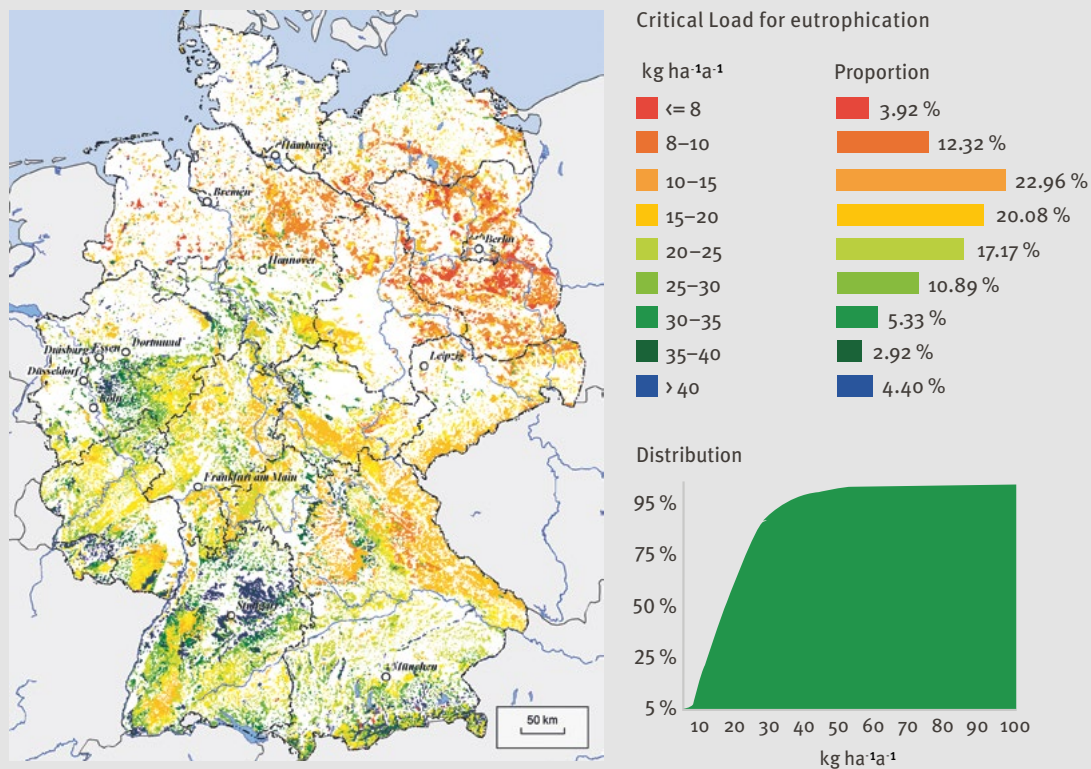 Critical Load for eutrophication
kg ha⁻¹a⁻¹ Proportion
<= 8 3.92 %
8–10 12.32 %
10–15 22.96 %
15–20 20.08 %
20–25 17.17 %
25–30 10.89 %
30–35 5.33 %
35–40 2.92 %
> 40 4.40 %
Distribution
95 %
75 %
50 %
25 %
5 %
10 20 30 40 50 60 70 80 90 100
kg ha⁻¹a⁻¹
Hamburg
Bremen
Berlin
Hannover
Duisburg Essen Dortmund
Düsseldorf
Leipzig
Köln
Frankfurt am Main
Stuttgart
München
50 km